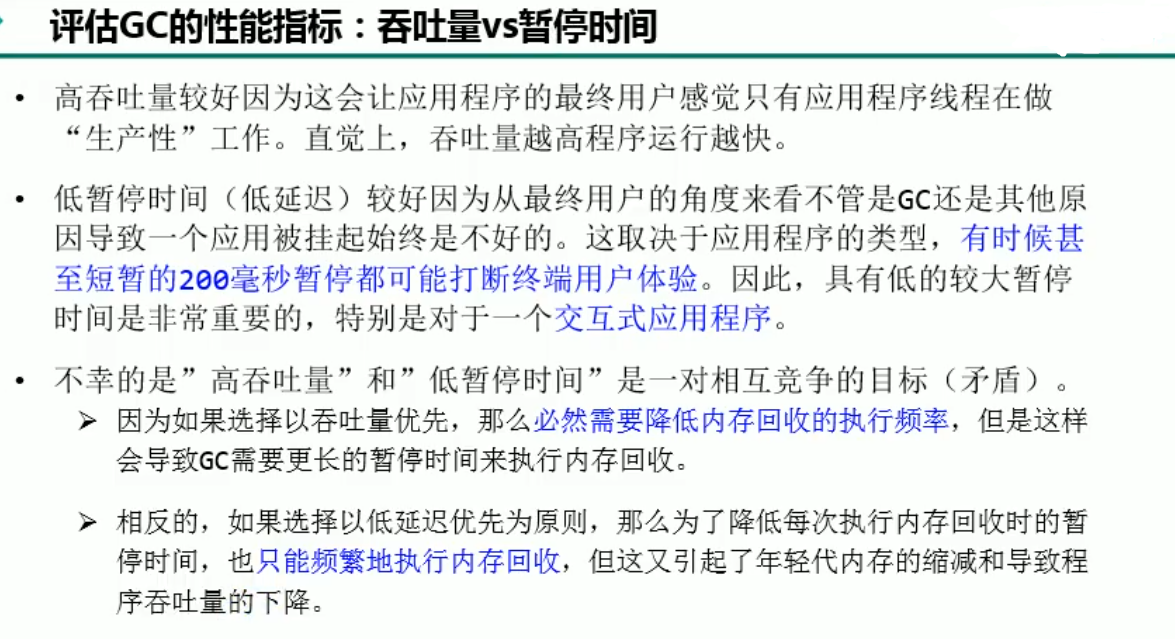 评估GC的性能指标：吞吐量vs暂停时间
• 高吞吐量较好因为这会让应用程序的最终用户感觉只有应用程序线程在做
“生产性”工作。直觉上，吞吐量越高程序运行越快。
• 低暂停时间（低延迟）较好因为从最终用户的角度来看不管是GC还是其他原
因导致一个应用被挂起始终是不好的。这取决于应用程序的类型，有时候甚
至短暂的200毫秒暂停都可能打断终端用户体验。因此，具有低的较大暂停
时间是非常重要的，特别是对于一个交互式应用程序。
• 不幸的是”高吞吐量”和”低暂停时间”是一对相互竞争的目标（矛盾）。
➢ 因为如果选择以吞吐量优先，那么必然需要降低内存回收的执行频率，但是这样
会导致GC需要更长的暂停时间来执行内存回收。
➢ 相反的，如果选择以低延迟优先为原则，那么为了降低每次执行内存回收时的暂
停时间，也只能频繁地执行内存回收，但这又引起了年轻代内存的缩减和导致程
序吞吐量的下降。